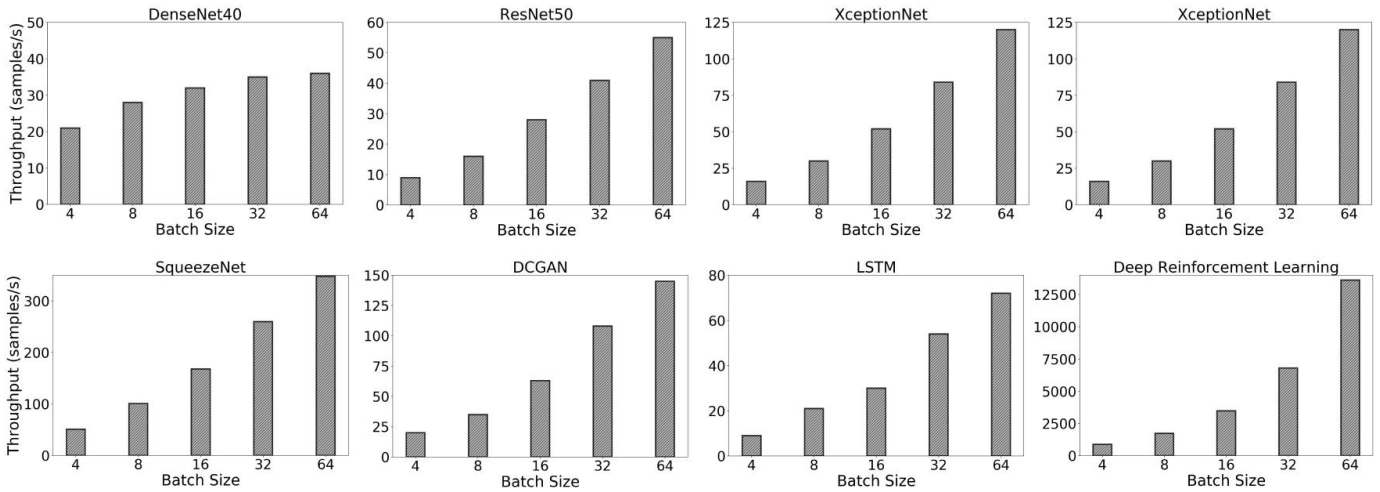 DenseNet40 ResNet50 XceptionNet XceptionNet
Throughput (samples/s)
50 60 125 125
40 50 100 100
30 40 75 75
20 30 50 50
10 20 25 25
0 10 0 0
0
4 8 16 32 64 4 8 16 32 64 4 8 16 32 64 4 8 16 32 64
Batch Size Batch Size Batch Size Batch Size
SqueezeNet DCGAN LSTM Deep Reinforcement Learning
Throughput (samples/s)
300 150 80 12500
200 125 60 10000
100 100 40 7500
0 75 20 5000
50 0 2500
25 0
0
4 8 16 32 64 4 8 16 32 64 4 8 16 32 64 4 8 16 32 64
Batch Size Batch Size Batch Size Batch Size